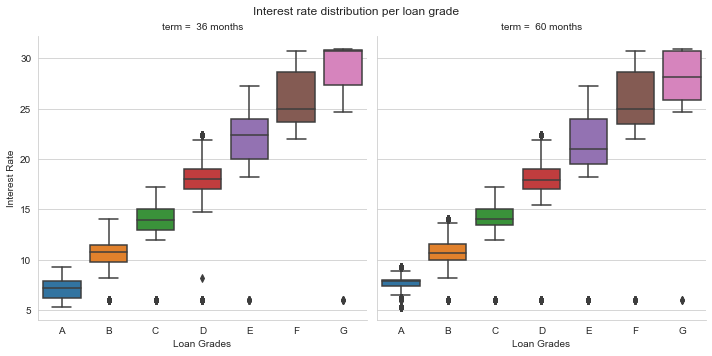 Interest rate distribution per loan grade
term = 36 months
term = 60 months
30
25
20
15
10
5
Interest Rate
A B C D E F G
A B C D E F G
Loan Grades
Loan Grades